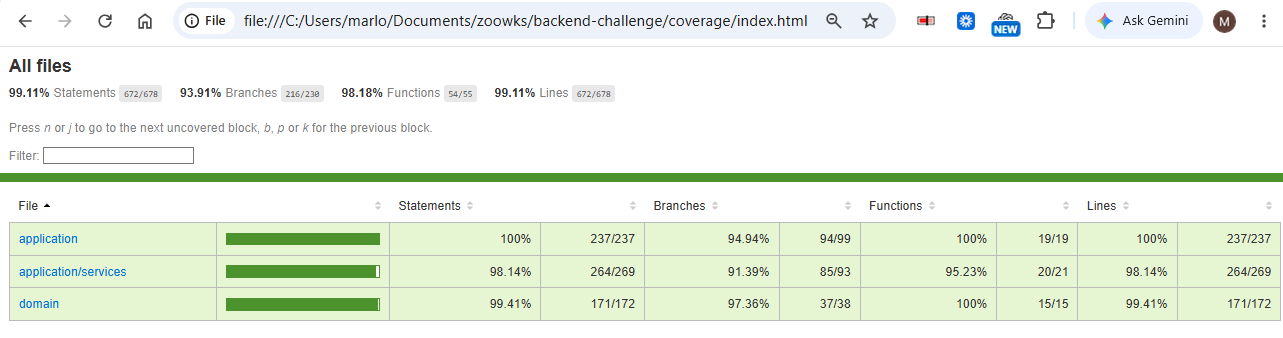 File file:///C:/Users/marlo/Documents/zoowks/backend-challenge/coverage/index.html NEW Ask Gemini M
All files
99.11% Statements 672/678 93.91% Branches 216/230 98.18% Functions 54/55 99.11% Lines 672/678
Press n or j to go to the next uncovered block, b, p or k for the previous block.
Filter:
File Statements Branches Functions Lines
application 100% 237/237 94.94% 94/99 100% 19/19 100% 237/237
application/services 98.14% 264/269 91.39% 85/93 95.23% 20/21 98.14% 264/269
domain 99.41% 171/172 97.36% 37/38 100% 15/15 99.41% 171/172